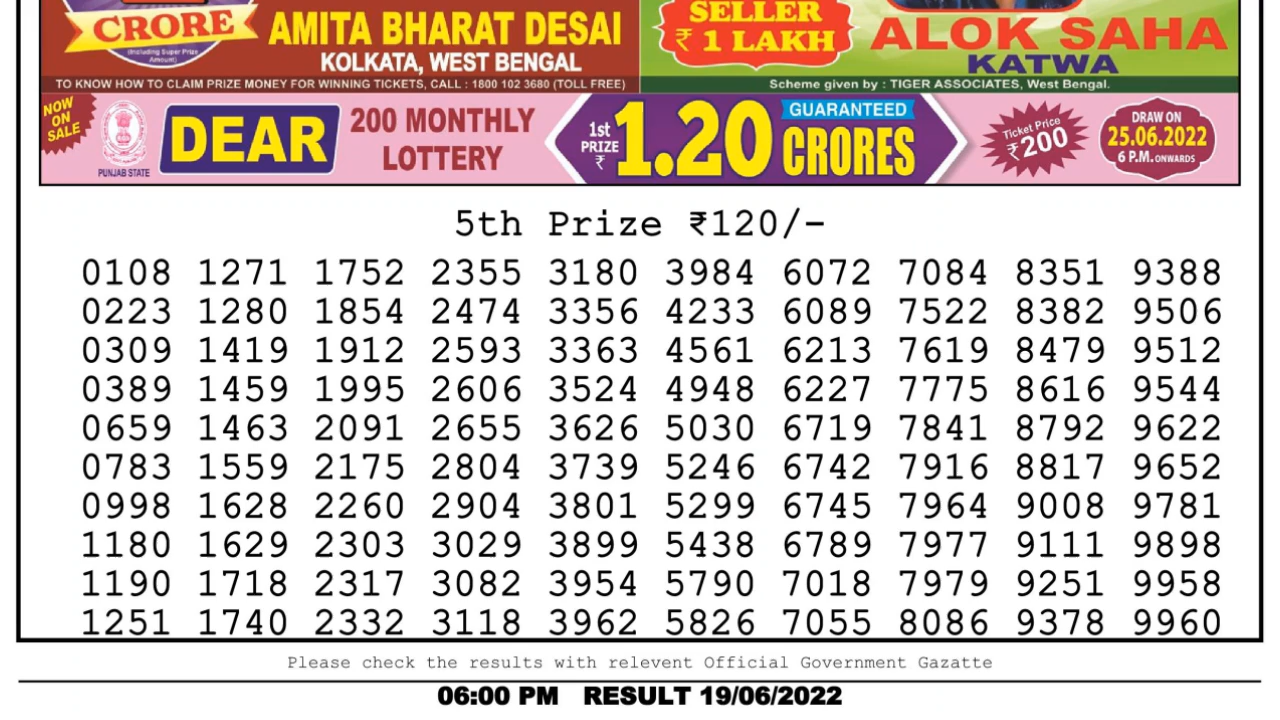 CRORE
(Including Super Prize
Amount)
AMITA BHARAT DESAI
KOLKATA, WEST BENGAL
TO KNOW HOW TO CLAIM PRIZE MONEY FOR WINNING TICKETS, CALL : 1800 102 3680 (TOLL FREE)
SELLER
₹ 1 LAKH
ALOK SAHA
KATWA
Scheme given by : TIGER ASSOCIATES, West Bengal.
NOW
ON
SALE
PUNJAB STATE
DEAR
200 MONTHLY
LOTTERY
1st
PRIZE
₹
1.20
GUARANTEED
CRORES
Ticket Price
₹200
DRAW ON
25.06.2022
6 P.M. ONWARDS
5th Prize ₹120/-
0108 1271 1752 2355 3180 3984 6072 7084 8351 9388
0223 1280 1854 2474 3356 4233 6089 7522 8382 9506
0309 1419 1912 2593 3363 4561 6213 7619 8479 9512
0389 1459 1995 2606 3524 4948 6227 7775 8616 9544
0659 1463 2091 2655 3626 5030 6719 7841 8792 9622
0783 1559 2175 2804 3739 5246 6742 7916 8817 9652
0998 1628 2260 2904 3801 5299 6745 7964 9008 9781
1180 1629 2303 3029 3899 5438 6789 7977 9111 9898
1190 1718 2317 3082 3954 5790 7018 7979 9251 9958
1251 1740 2332 3118 3962 5826 7055 8086 9378 9960
Please check the results with relevent Official Government Gazatte
06:00 PM RESULT 19/06/2022